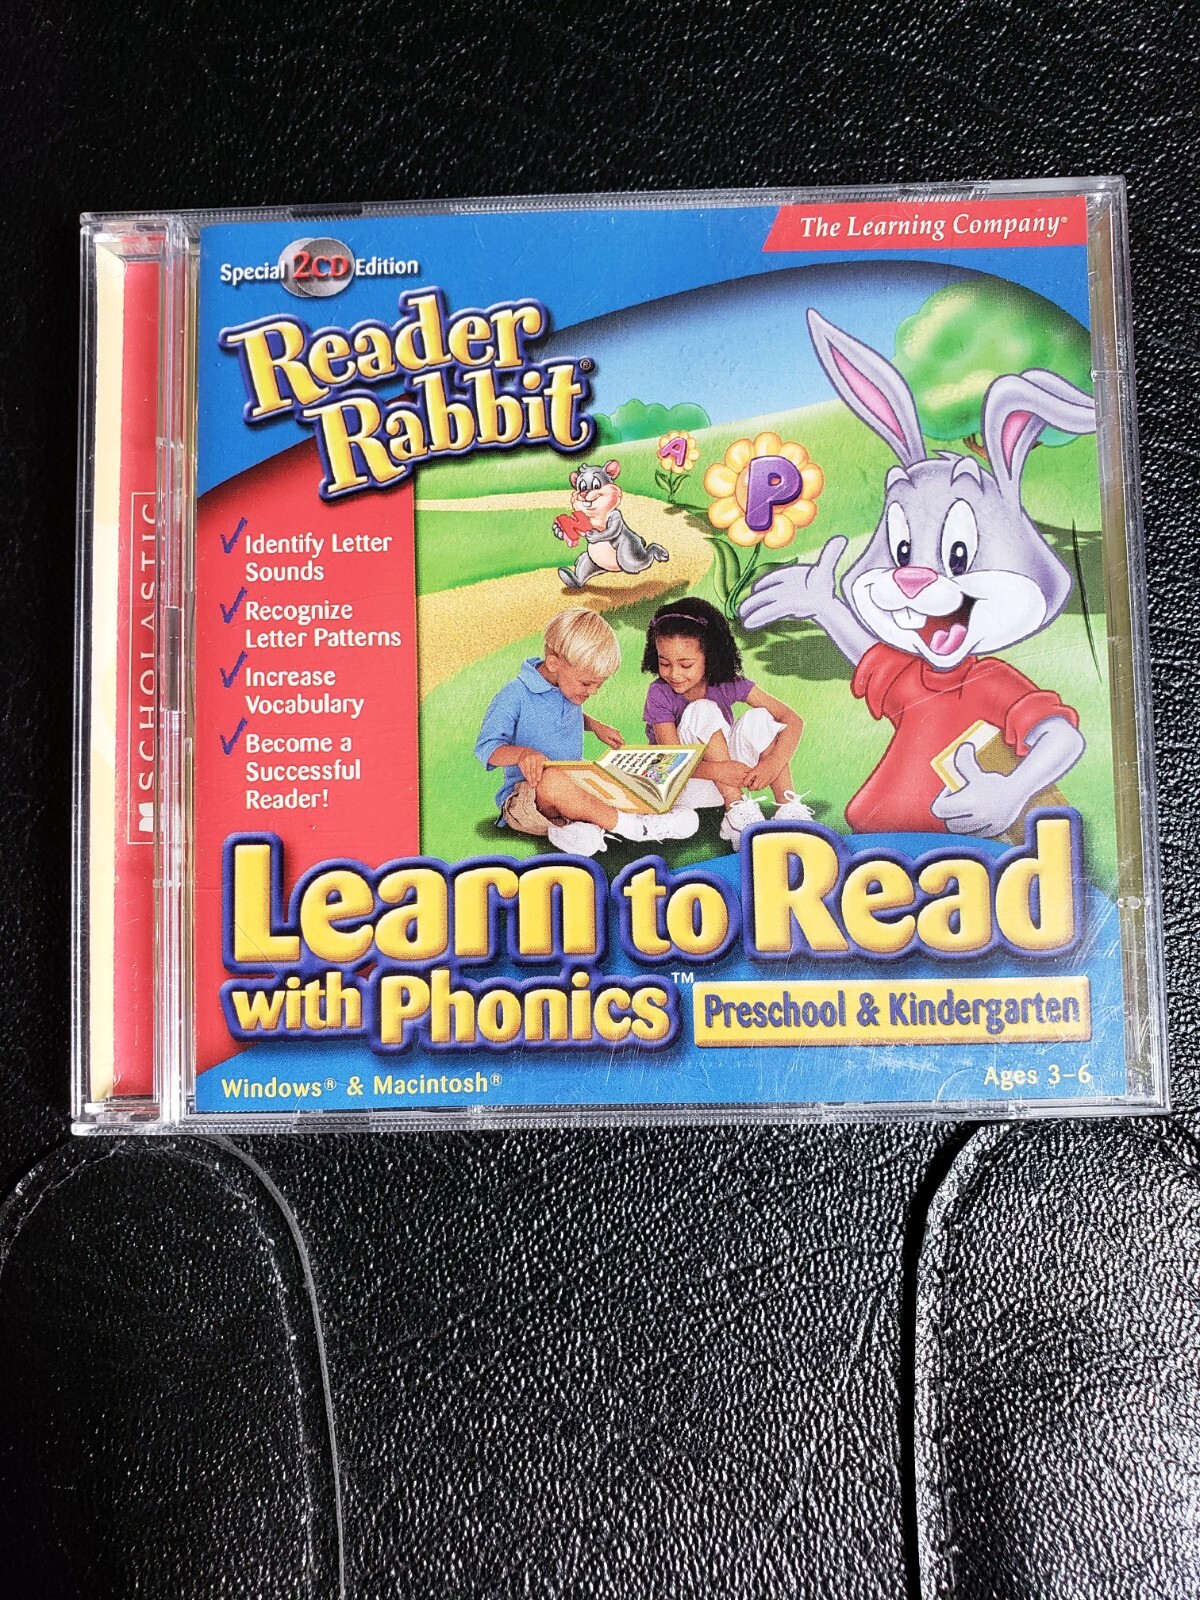 The Learning Company®
Special 2CD Edition
Reader
Rabbit®
A
P
N
Identify Letter
Sounds
Recognize
Letter Patterns
Increase
Vocabulary
Become a
Successful
Reader!
SCHOLASTIC
Learn to Read
with Phonics™
Preschool & Kindergarten
Windows® & Macintosh®
Ages 3-6